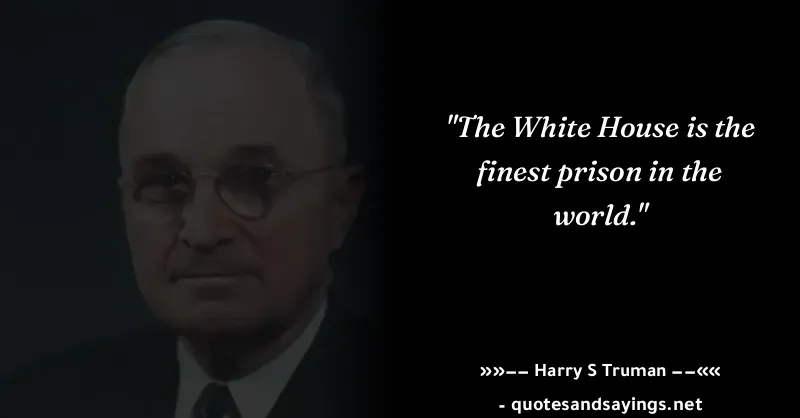 "The White House is the
finest prison in the
world."
»»−− Harry S Truman −−««
- quotesandsayings.net